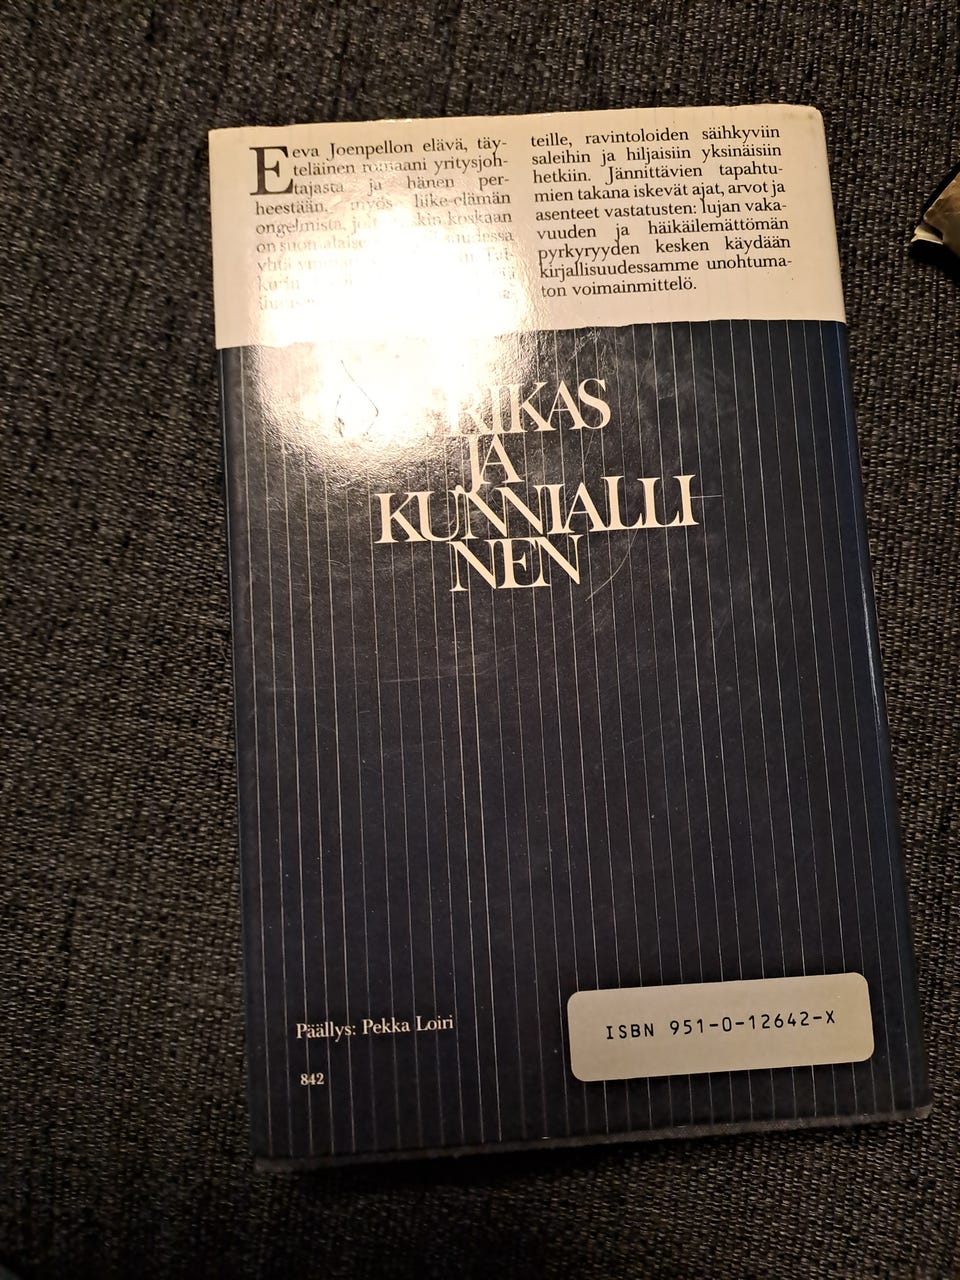 Eeva Joenpellon elävä, täy-
teläinen romaani yritysjoh-
tajasta ja hänen per-
heestään, myös liike-elämän
ongelmista, koskaan
on
yhtä
teille, ravintoloiden säihkyviin
saleihin ja hiljaisiin yksinäisiin
hetkiin. Jännittävien tapahtu-
mien takana iskevät ajat, arvot ja
asenteet vastatusten: lujan vaka-
vuuden ja häikäilemättömän
pyrkyryyden kesken käydään
kirjallisuudessamme unohtuma-
ton voimainmittelö.
RIKAS
JA
KUNNIALLI
NEN
Päällys: Pekka Loiri
842
ISBN 951-0-12642-X